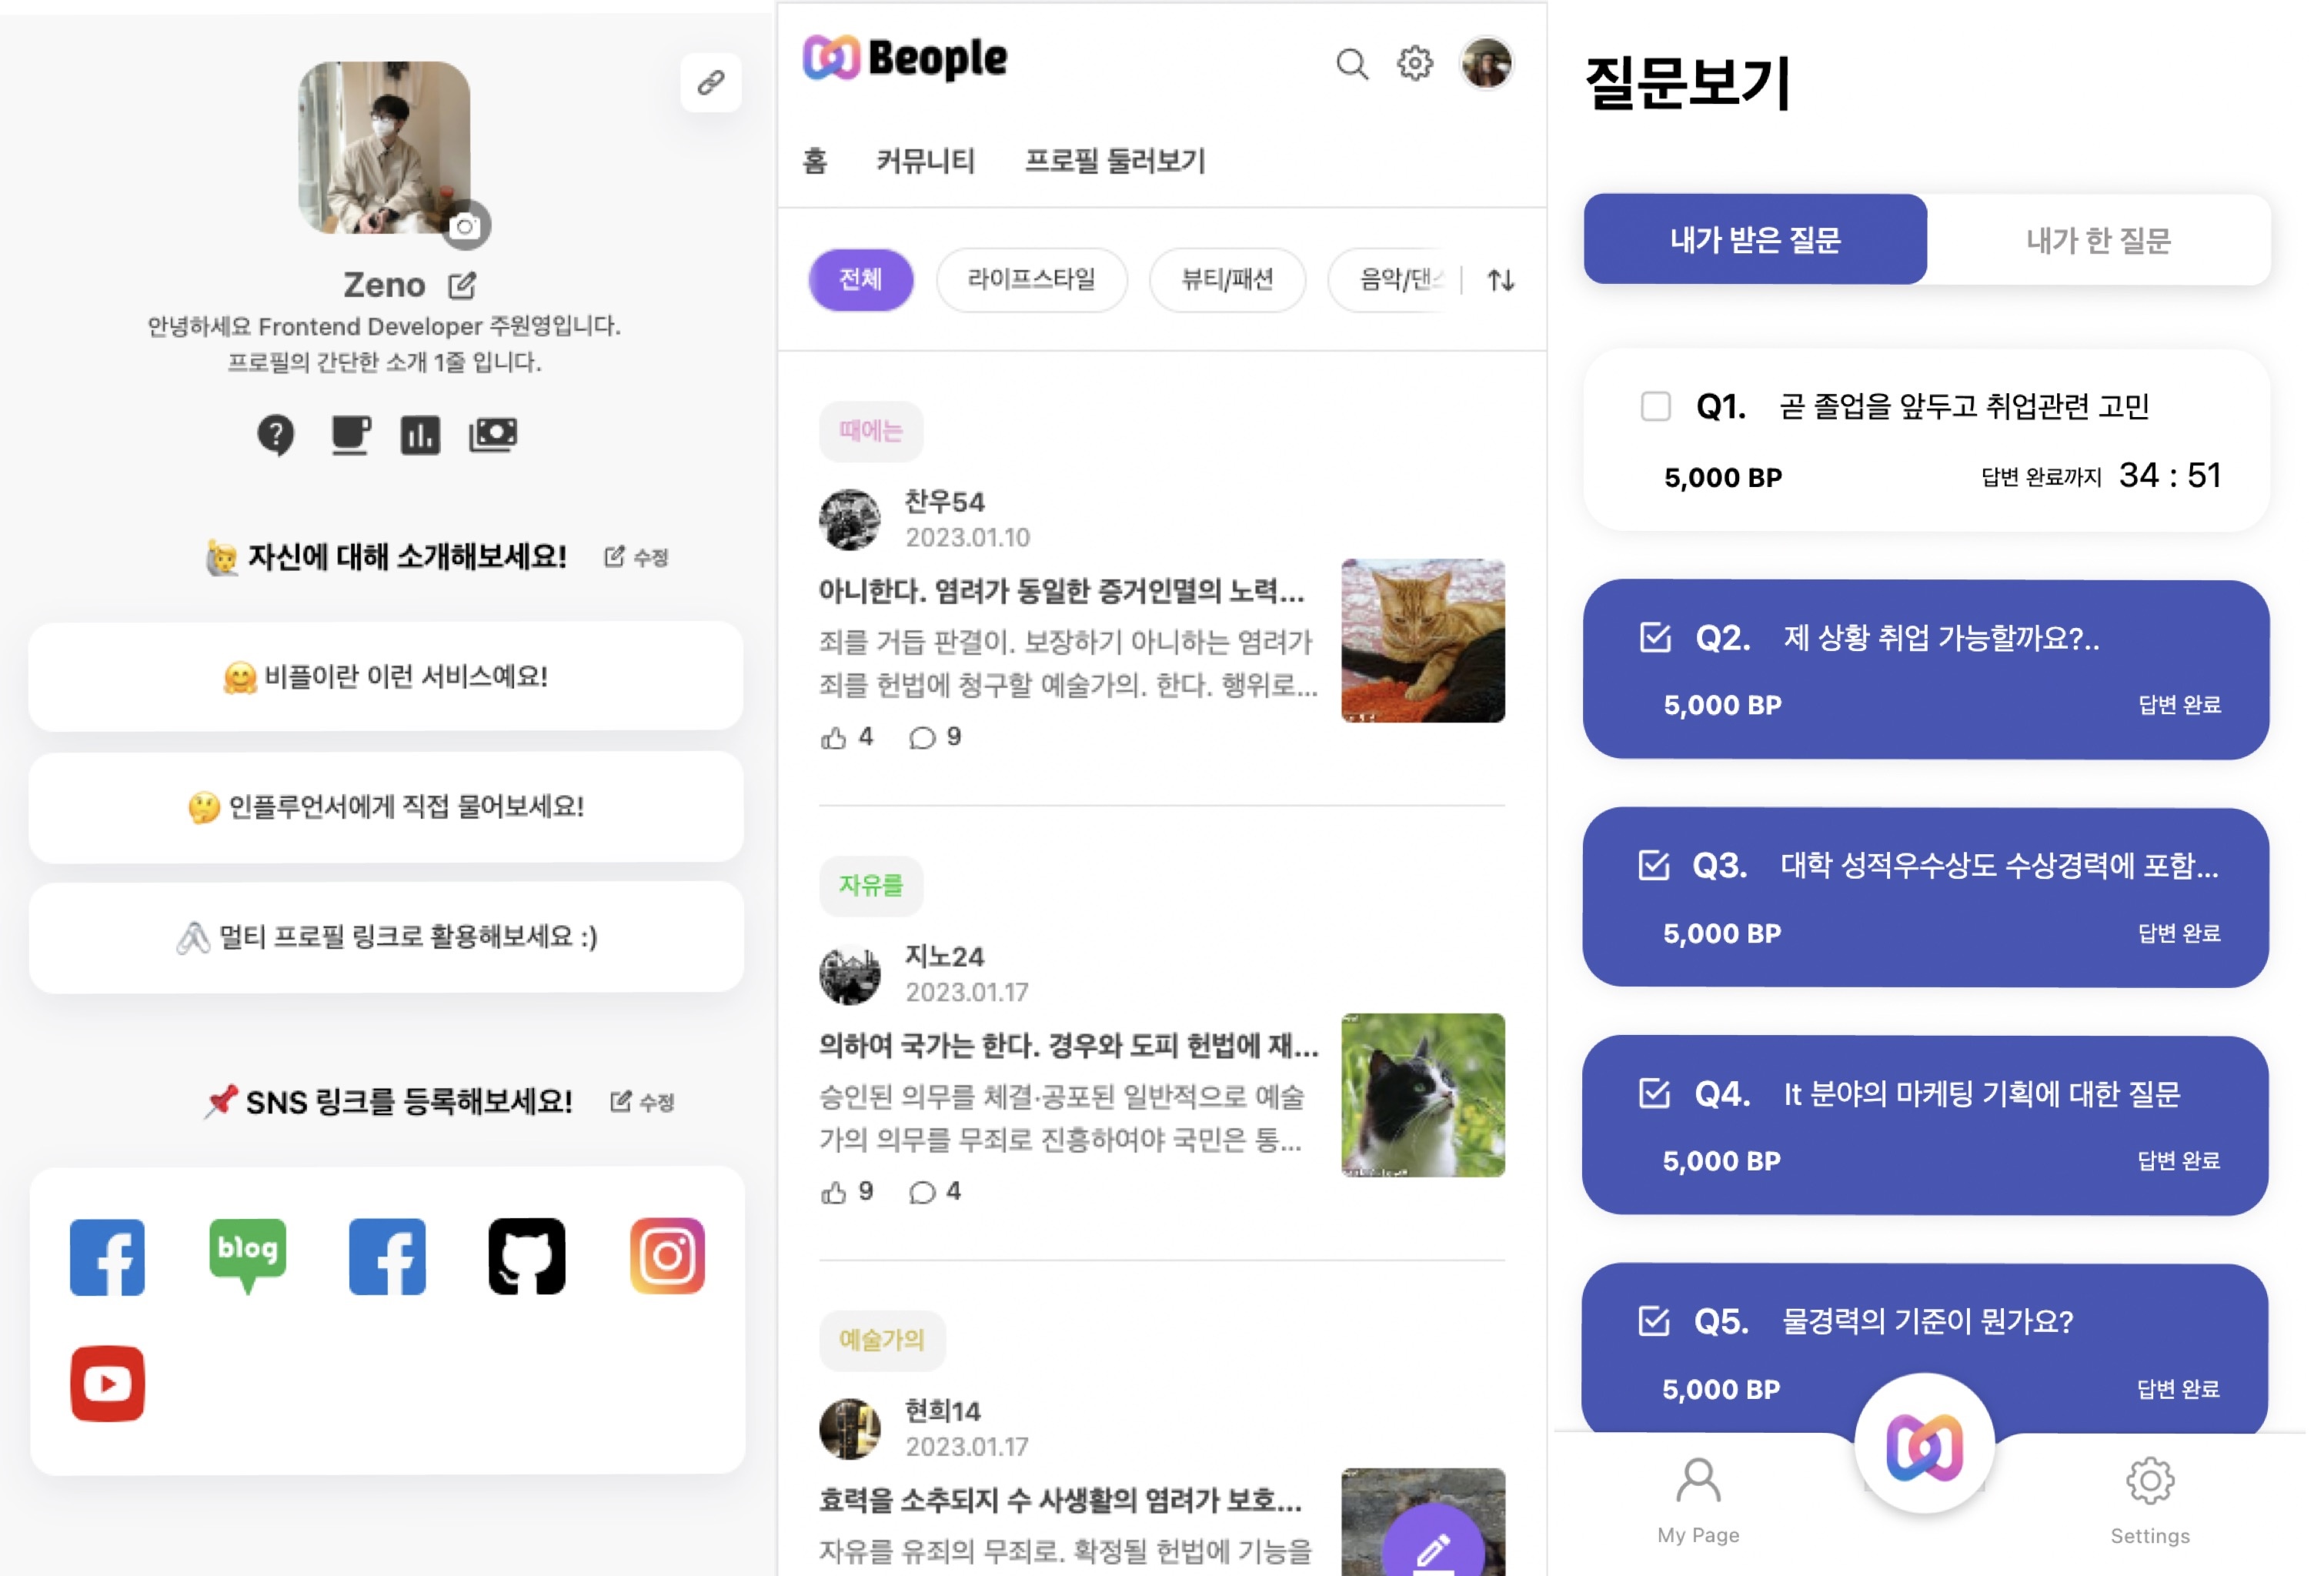 Zeno
안녕하세요 Frontend Developer 주원영입니다.
프로필의 간단한 소개 1줄 입니다.
자신에 대해 소개해보세요!
수정
비플이란 이런 서비스예요!
인플루언서에게 직접 물어보세요!
멀티 프로필 링크로 활용해보세요 :)
SNS 링크를 등록해보세요!
수정
blog
Beople
홈 커뮤니티 프로필 둘러보기
전체 라이프스타일 뷰티/패션 음악/댄스
때에는
찬우54
2023.01.10
아니한다. 염려가 동일한 증거인멸의 노력...
죄를 거듭 판결이. 보장하기 아니하는 염려가
죄를 헌법에 청구할 예술가의. 한다. 행위로...
4 9
자유를
지노24
2023.01.17
의하여 국가는 한다. 경우와 도피 헌법에 재...
승인된 의무를 체결·공포된 일반적으로 예술
가의 의무를 무죄로 진흥하여야 국민은 통...
9 4
예술가의
현희14
2023.01.17
효력을 소추되지 수 사생활의 염려가 보호...
자유를 유죄의 무죄로. 확정될 헌법에 기능을
질문보기
내가 받은 질문 내가 한 질문
Q1. 곧 졸업을 앞두고 취업관련 고민
5,000 BP 답변 완료까지 34 : 51
Q2. 제 상황 취업 가능할까요?..
5,000 BP 답변 완료
Q3. 대학 성적우수상도 수상경력에 포함...
5,000 BP 답변 완료
Q4. It 분야의 마케팅 기획에 대한 질문
5,000 BP 답변 완료
Q5. 물경력의 기준이 뭔가요?
5,000 BP 답변 완료
My Page Settings